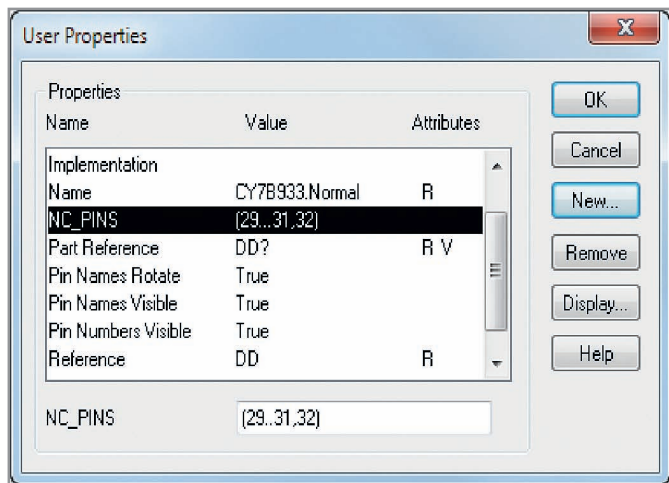 User Properties
Properties
Name Value Attributes
Implementation
Name CY7B933.Normal R
NC_PINS (29...31,32)
Part Reference DD? R V
Pin Names Rotate True
Pin Names Visible True
Pin Numbers Visible True
Reference DD R
NC_PINS (29..31,32)
OK
Cancel
New...
Remove
Display...
Help